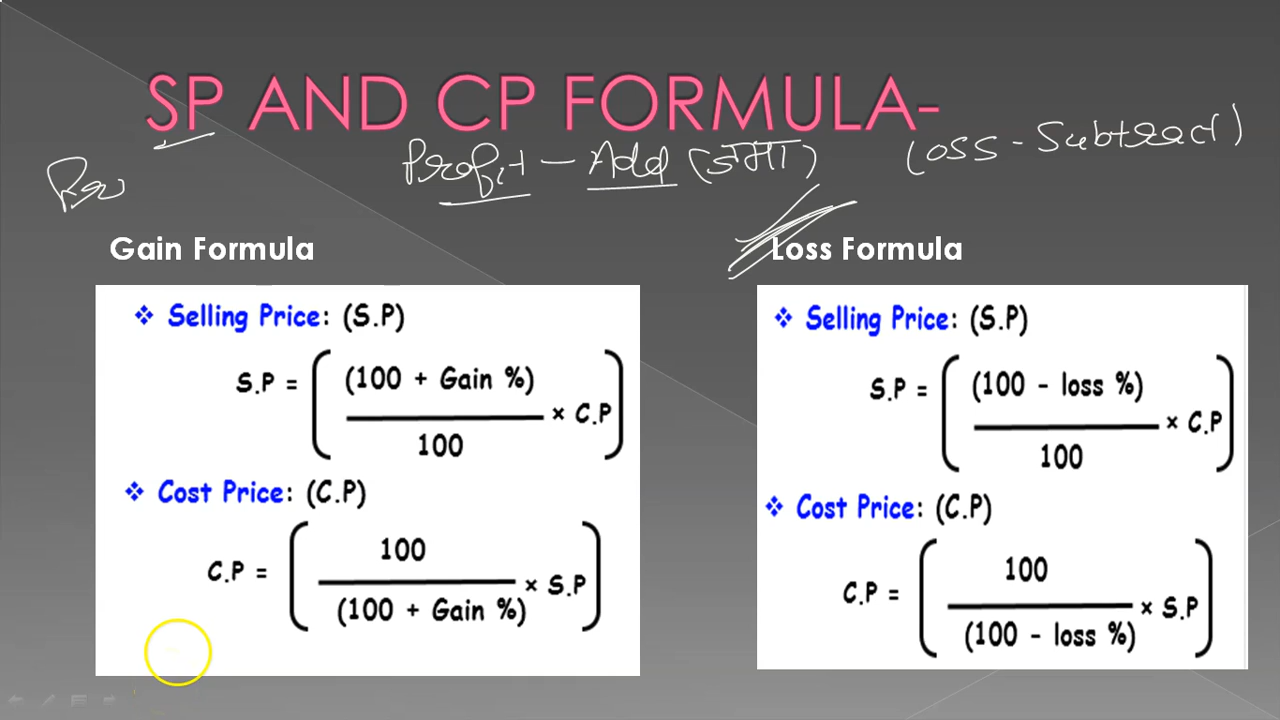 SP AND CP FORMULA-
Profit - Add (जमा)
(Loss - Subtract)
Gain Formula
❖ Selling Price: (S.P)
S.P = ( (100 + Gain %) / 100 × C.P )
❖ Cost Price: (C.P)
C.P = ( 100 / (100 + Gain %) × S.P )
Loss Formula
❖ Selling Price: (S.P)
S.P = ( (100 - loss %) / 100 × C.P )
❖ Cost Price: (C.P)
C.P = ( 100 / (100 - loss %) × S.P )